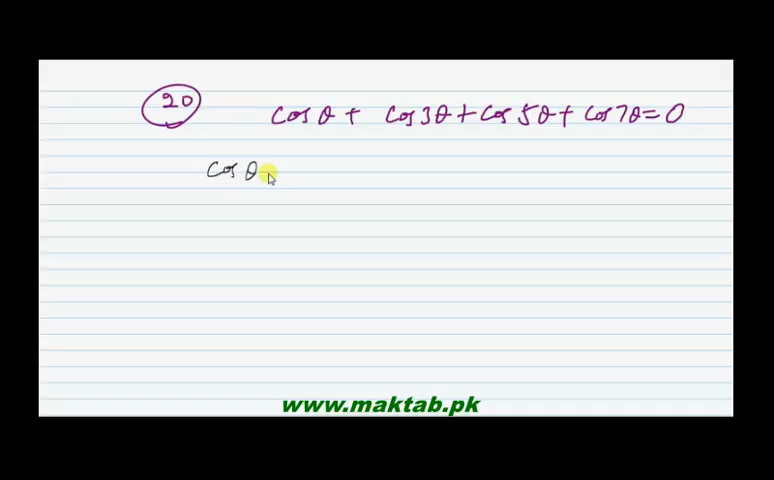 20 cos θ + cos 3θ + cos 5θ + cos 7θ = 0
cos θ
www.maktab.pk